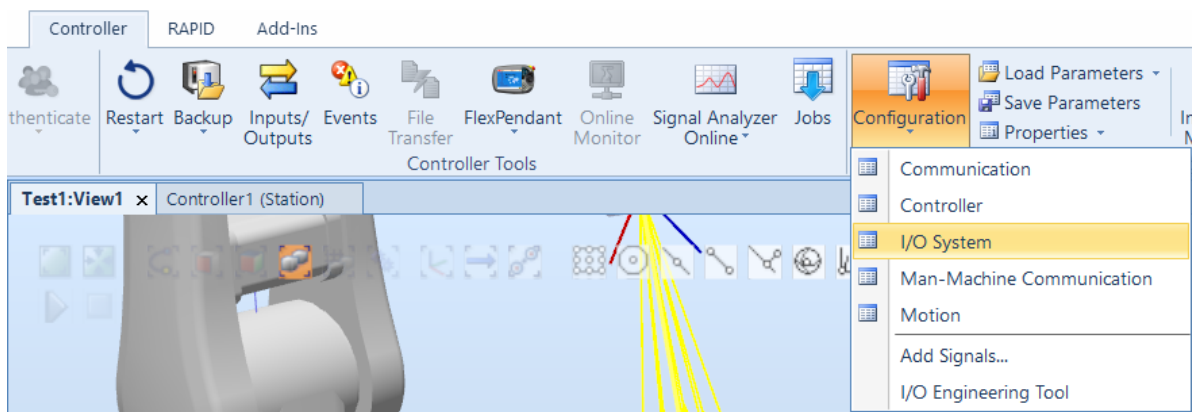 Controller RAPID Add-Ins
thenticate Restart Backup Inputs/ Events File FlexPendant Online Signal Analyzer Jobs Configuration Load Parameters
Outputs Transfer Monitor Online Save Parameters
Properties
Controller Tools
Communication
Test1:View1 x Controller1 (Station)
Controller
I/O System
Man-Machine Communication
Motion
Add Signals...
I/O Engineering Tool